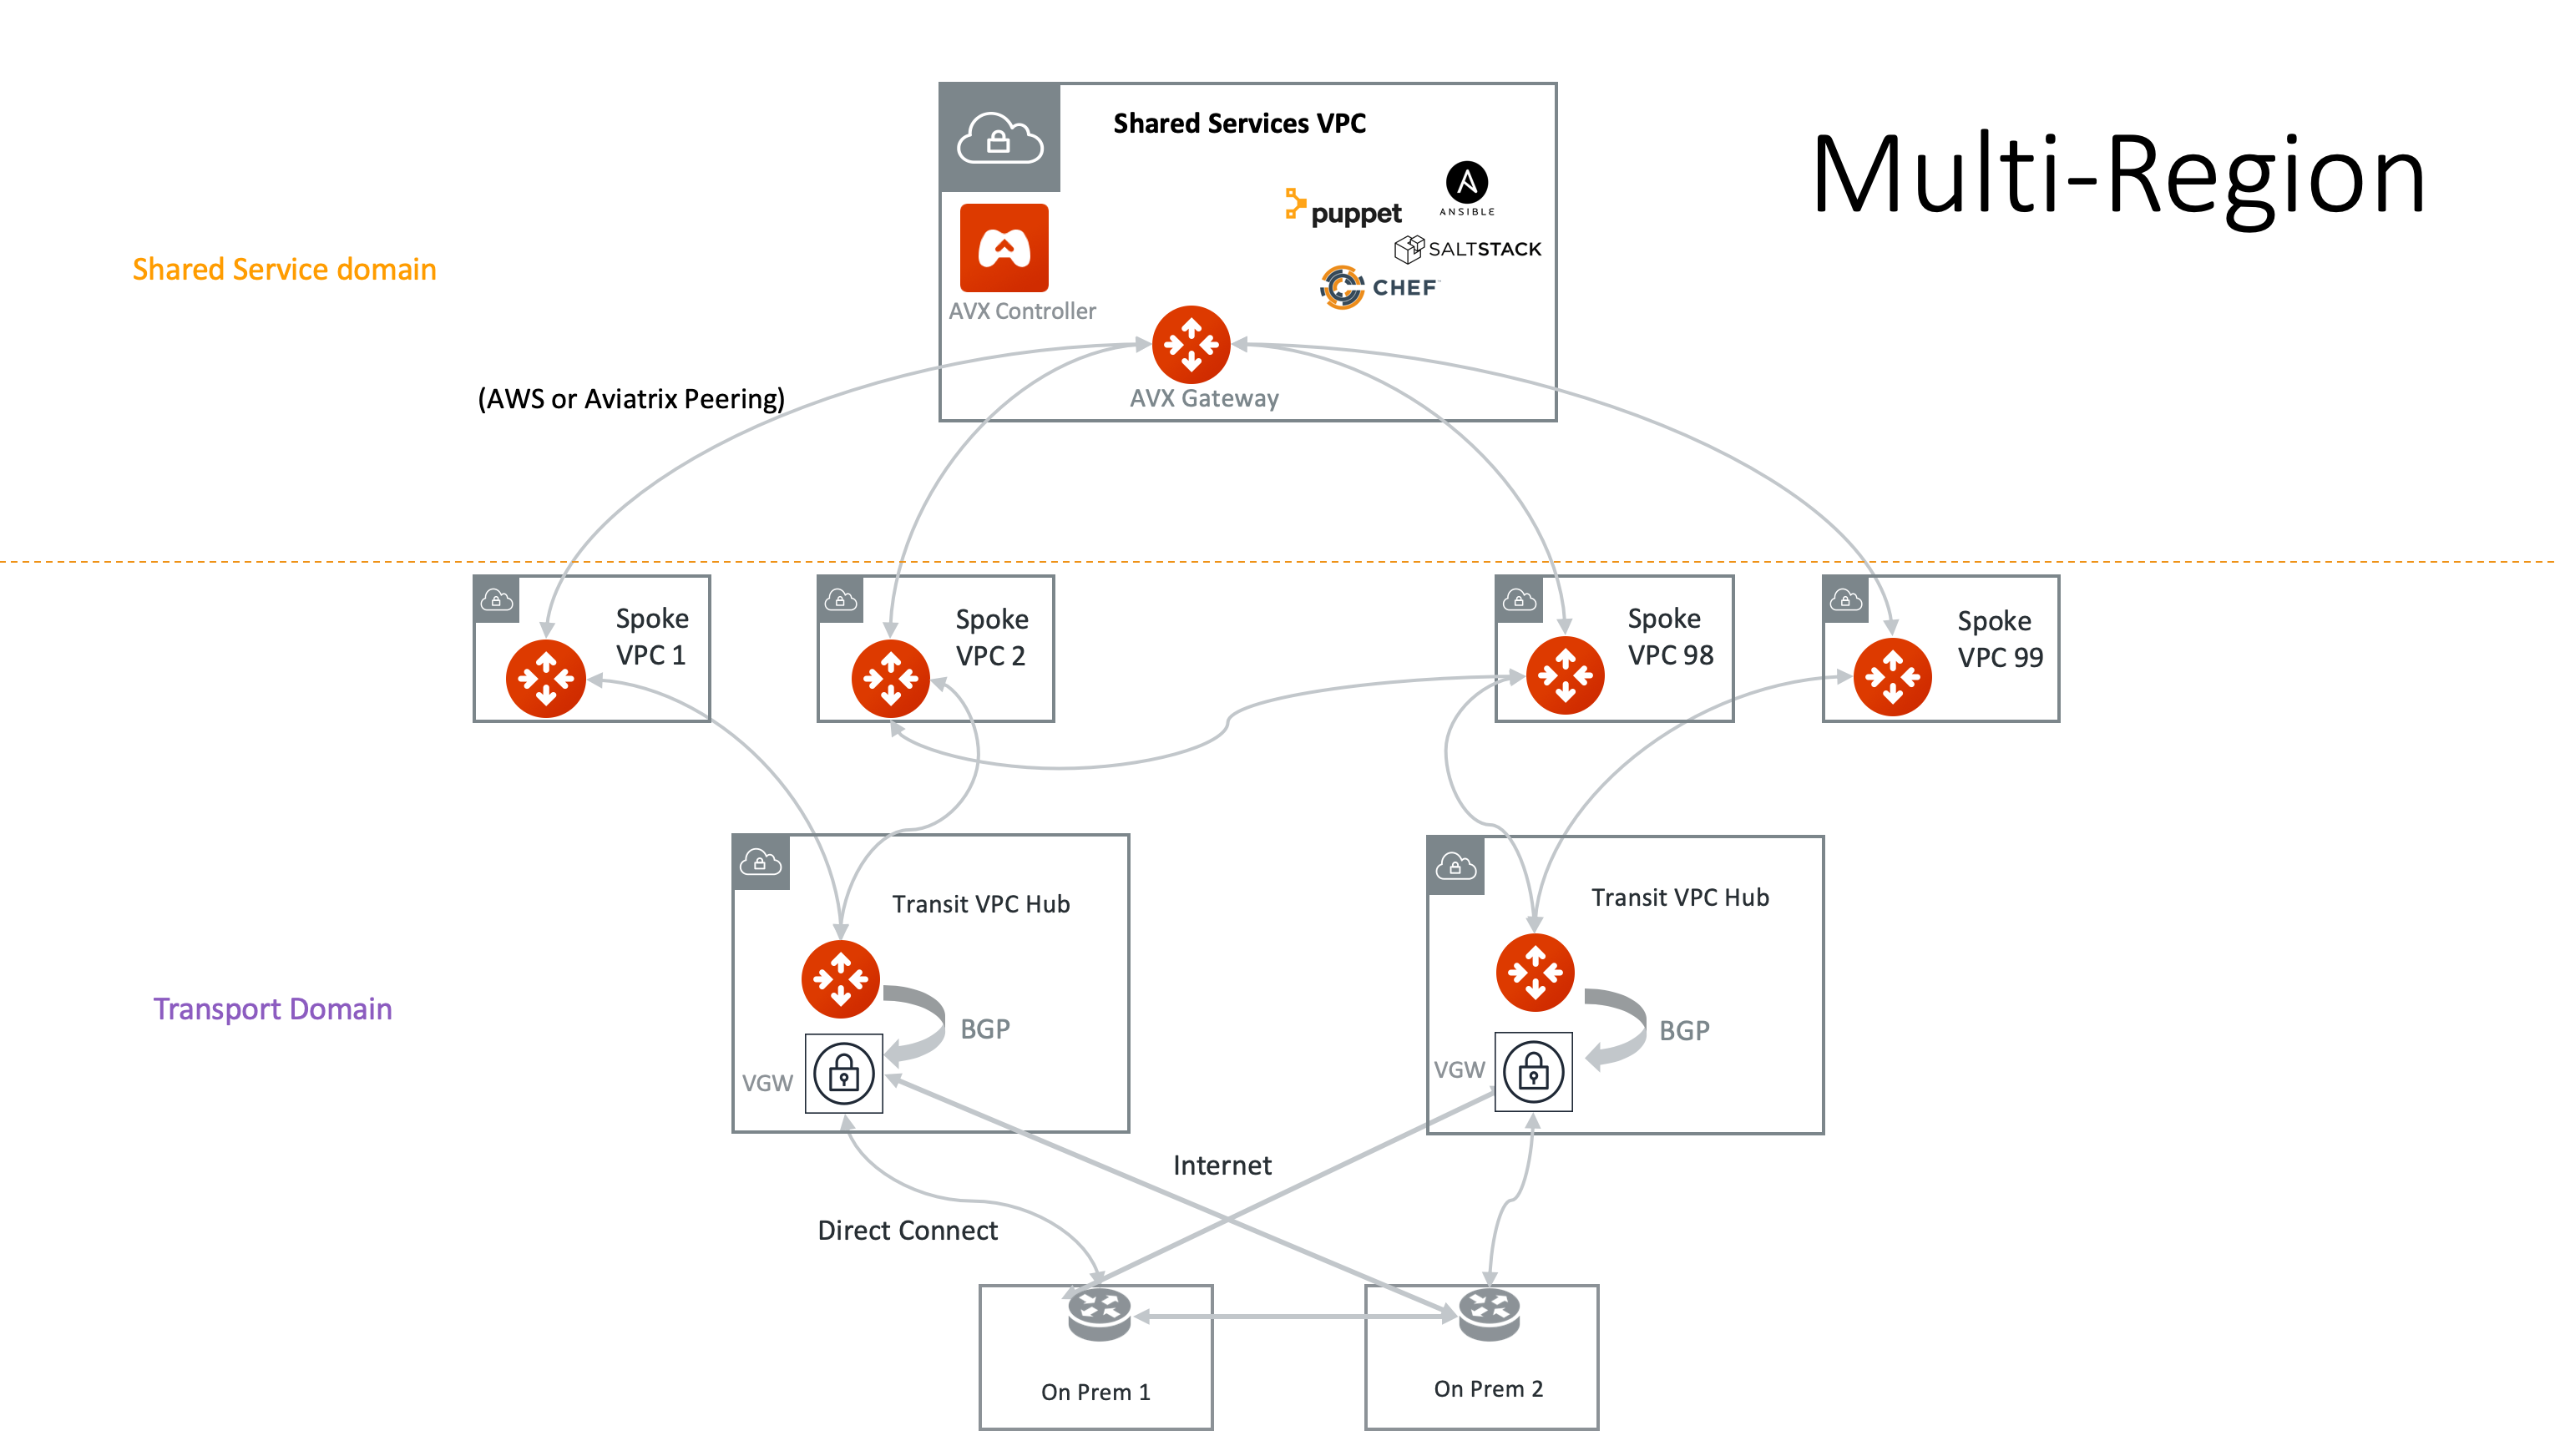 Multi-Region
Shared Services VPC
puppet
ANSIBLE
SALTSTACK
CHEF
Shared Service domain
AVX Controller
AVX Gateway
(AWS or Aviatrix Peering)
Spoke
VPC 1
Spoke
VPC 2
Spoke
VPC 98
Spoke
VPC 99
Transit VPC Hub
Transit VPC Hub
Transport Domain
BGP
BGP
VGW
VGW
Internet
Direct Connect
On Prem 1
On Prem 2